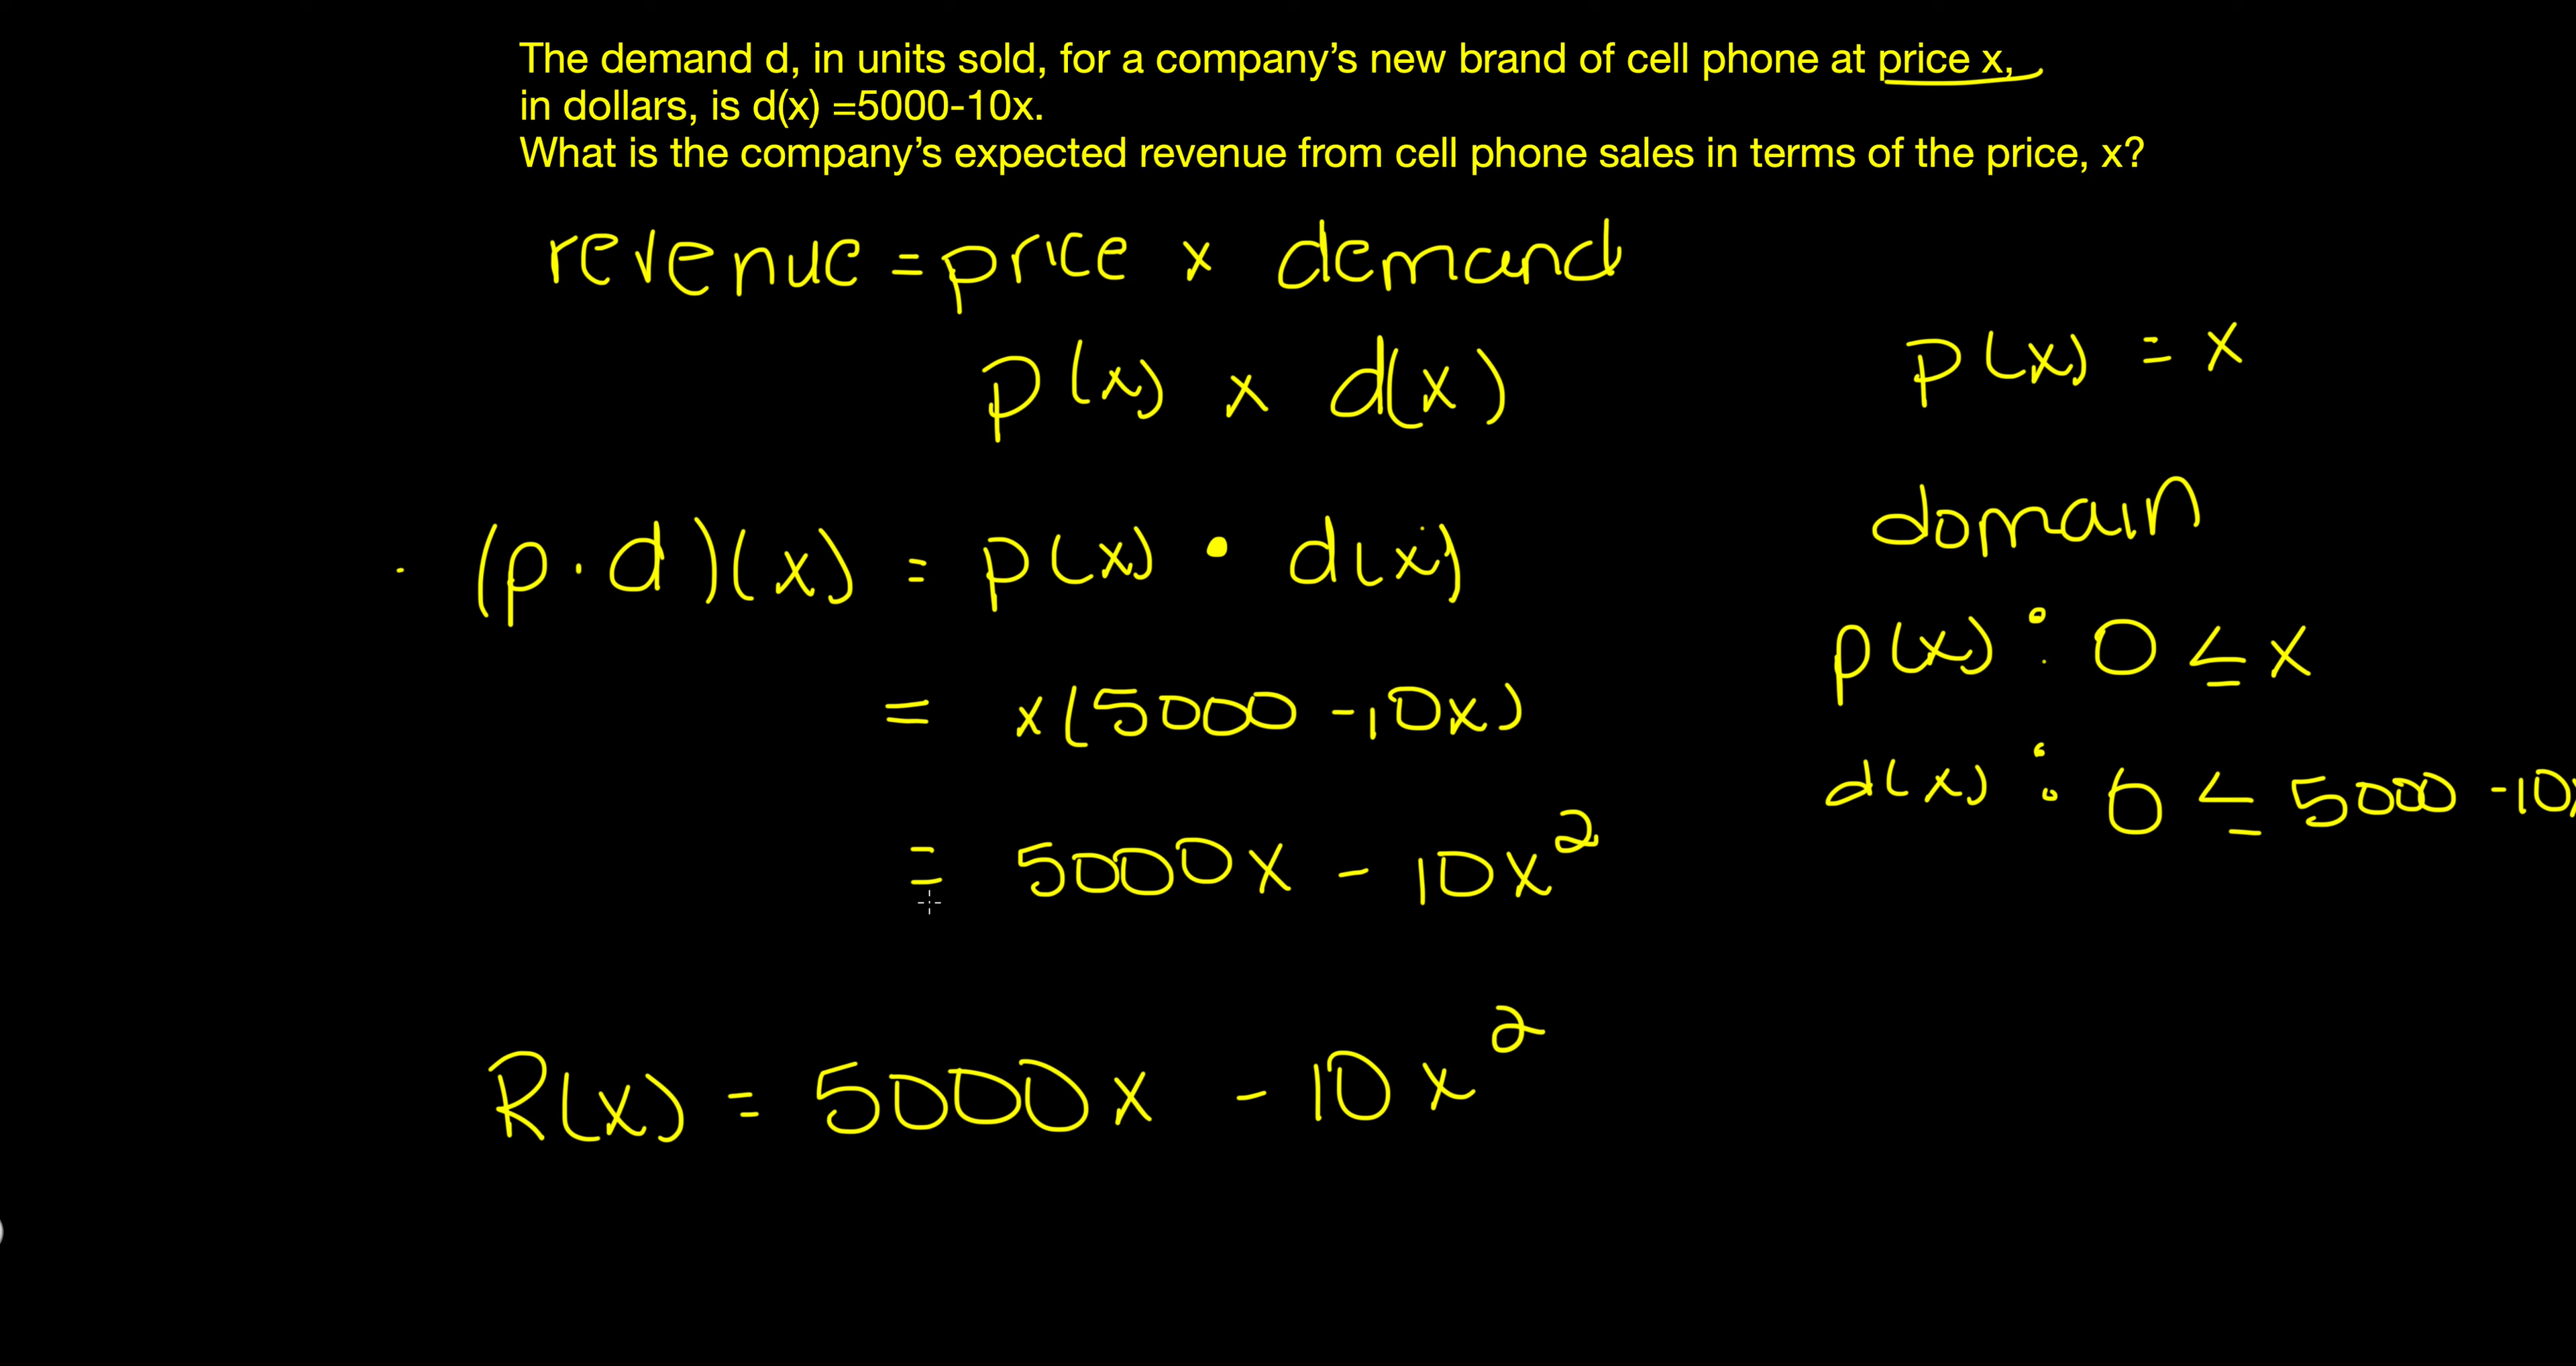 The demand d, in units sold, for a company's new brand of cell phone at price x,
in dollars, is d(x) =5000-10x.
What is the company's expected revenue from cell phone sales in terms of the price, x?
revenue = price x demand
p(x) x d(x)
p(x) = x
(p · d)(x) = p(x) • d(x)
= x(5000 -10x)
= 5000x - 10x²
R(x) = 5000x - 10x²
domain
p(x) : 0 ≤ x
d(x) : 0 ≤ 5000 -10x